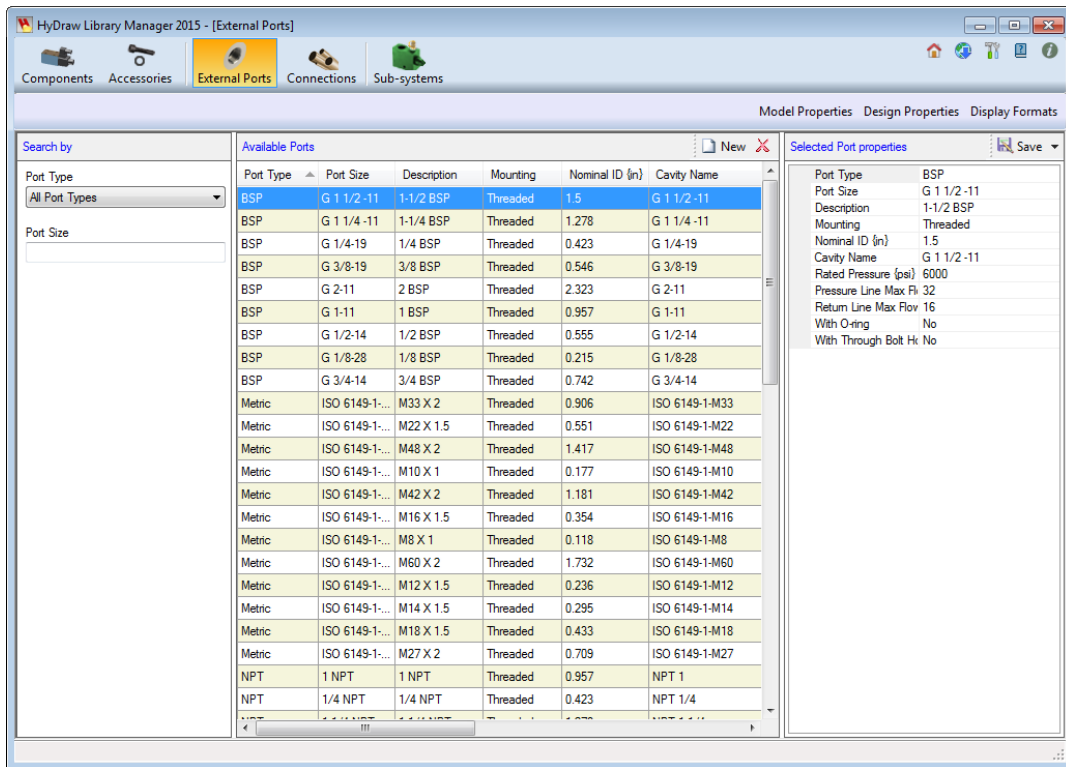 HyDraw Library Manager 2015 - [External Ports]
Components Accessories External Ports Connections Sub-systems
Model Properties Design Properties Display Formats
Search by
Port Type
All Port Types
Port Size
Available Ports New
Port Type Port Size Description Mounting Nominal ID {in} Cavity Name
BSP G 1 1/2 -11 1-1/2 BSP Threaded 1.5 G 1 1/2 -11
BSP G 1 1/4 -11 1-1/4 BSP Threaded 1.278 G 1 1/4 -11
BSP G 1/4-19 1/4 BSP Threaded 0.423 G 1/4-19
BSP G 3/8-19 3/8 BSP Threaded 0.546 G 3/8-19
BSP G 2-11 2 BSP Threaded 2.323 G 2-11
BSP G 1-11 1 BSP Threaded 0.957 G 1-11
BSP G 1/2-14 1/2 BSP Threaded 0.555 G 1/2-14
BSP G 1/8-28 1/8 BSP Threaded 0.215 G 1/8-28
BSP G 3/4-14 3/4 BSP Threaded 0.742 G 3/4-14
Metric ISO 6149-1-... M33 X 2 Threaded 0.906 ISO 6149-1-M33
Metric ISO 6149-1-... M22 X 1.5 Threaded 0.551 ISO 6149-1-M22
Metric ISO 6149-1-... M48 X 2 Threaded 1.417 ISO 6149-1-M48
Metric ISO 6149-1-... M10 X 1 Threaded 0.177 ISO 6149-1-M10
Metric ISO 6149-1-... M42 X 2 Threaded 1.181 ISO 6149-1-M42
Metric ISO 6149-1-... M16 X 1.5 Threaded 0.354 ISO 6149-1-M16
Metric ISO 6149-1-... M8 X 1 Threaded 0.118 ISO 6149-1-M8
Metric ISO 6149-1-... M60 X 2 Threaded 1.732 ISO 6149-1-M60
Metric ISO 6149-1-... M12 X 1.5 Threaded 0.236 ISO 6149-1-M12
Metric ISO 6149-1-... M14 X 1.5 Threaded 0.295 ISO 6149-1-M14
Metric ISO 6149-1-... M18 X 1.5 Threaded 0.433 ISO 6149-1-M18
Metric ISO 6149-1-... M27 X 2 Threaded 0.709 ISO 6149-1-M27
NPT 1 NPT 1 NPT Threaded 0.957 NPT 1
NPT 1/4 NPT 1/4 NPT Threaded 0.423 NPT 1/4
Selected Port properties Save
Port Type BSP
Port Size G 1 1/2 -11
Description 1-1/2 BSP
Mounting Threaded
Nominal ID {in} 1.5
Cavity Name G 1 1/2 -11
Rated Pressure {psi} 6000
Pressure Line Max Fl 32
Return Line Max Flow 16
With O-ring No
With Through Bolt Ho No